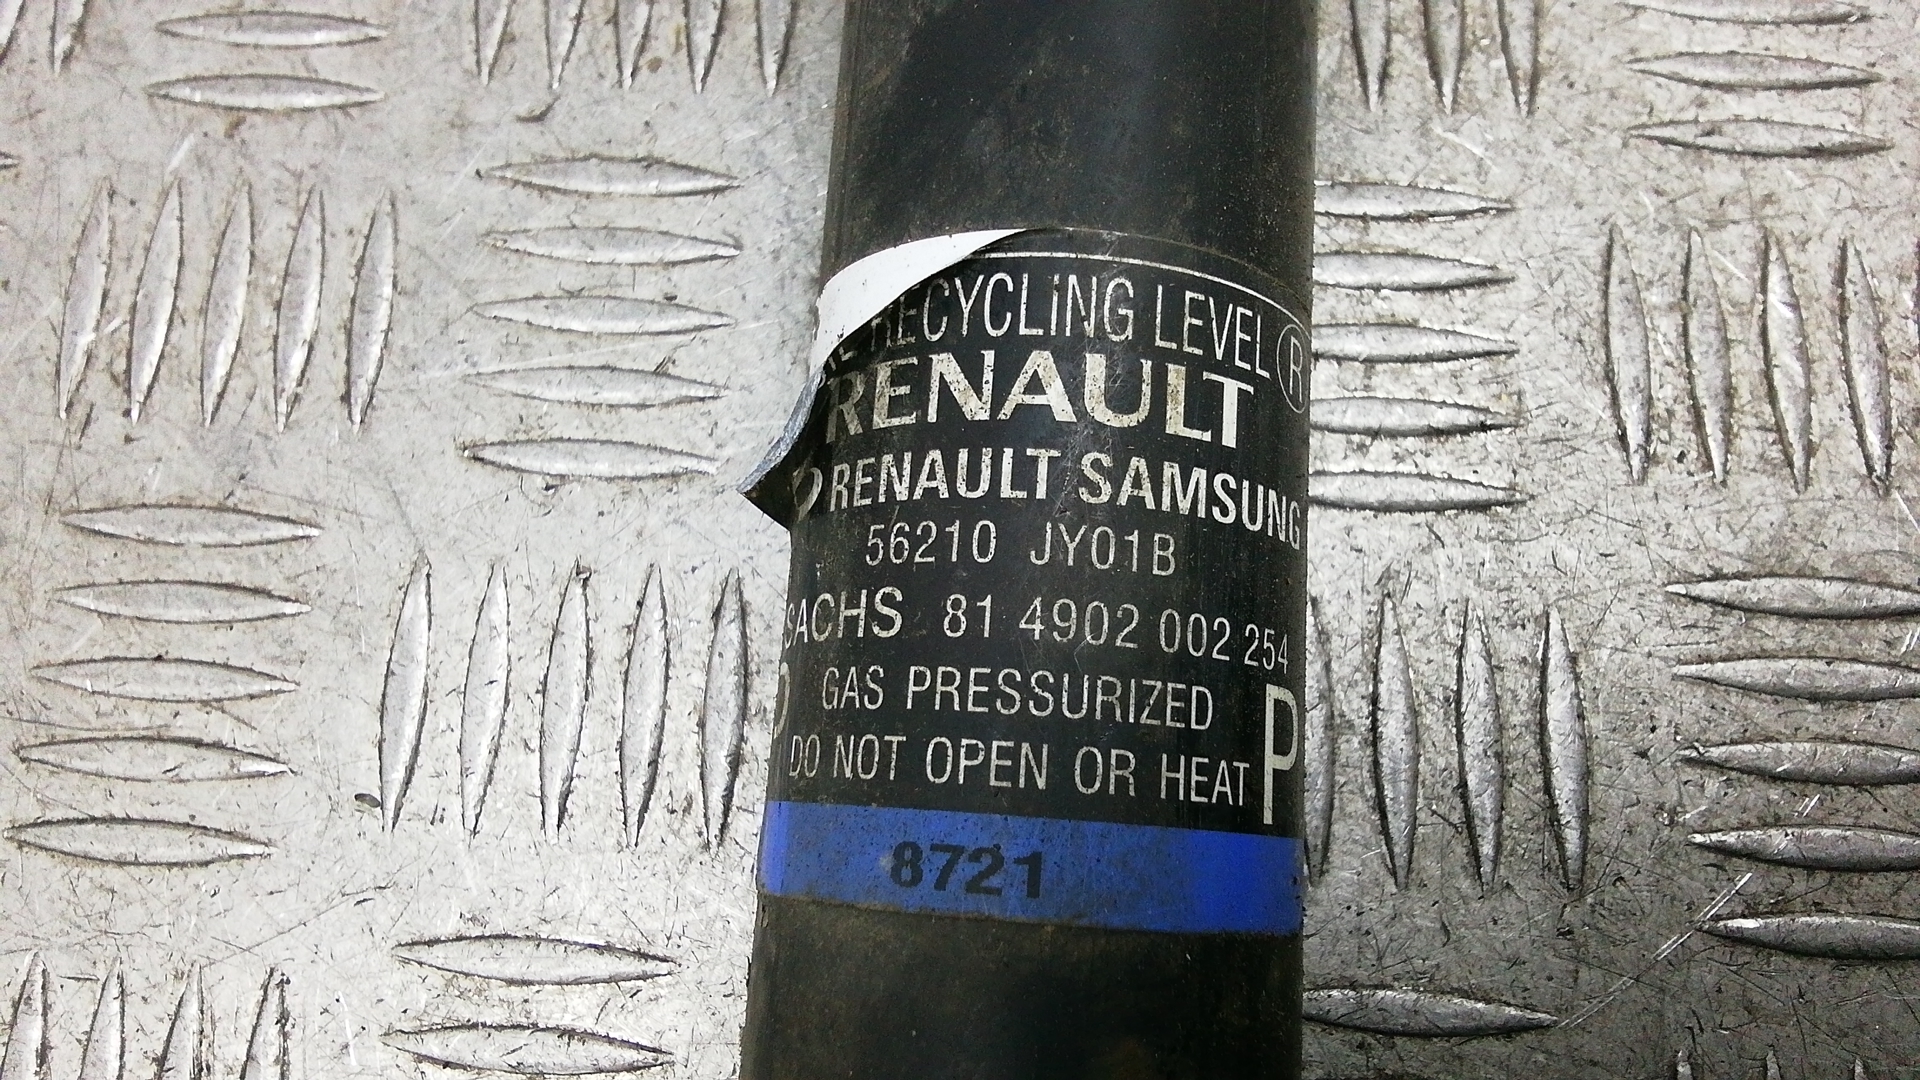 RECYCLING LEVEL R
RENAULT
RENAULT SAMSUNG
56210 JY01B
SACHS 81 4902 002 254
GAS PRESSURIZED P
DO NOT OPEN OR HEAT
8721